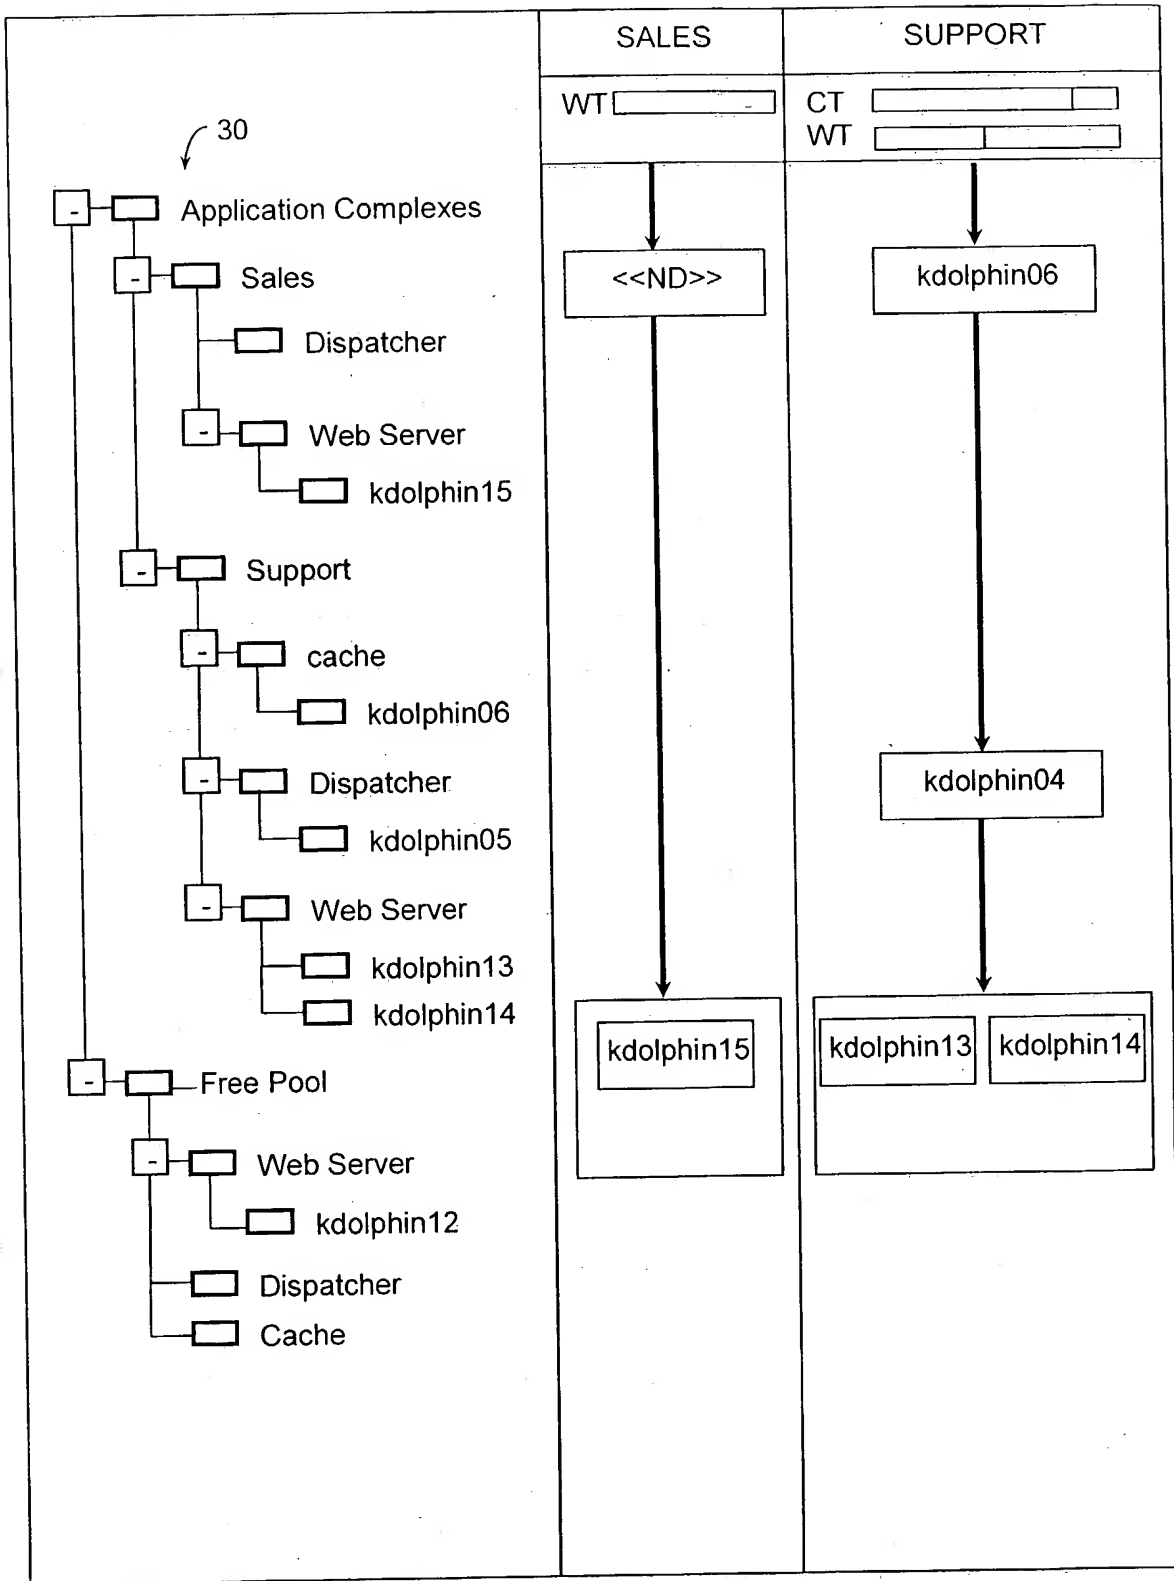 SALES
SUPPORT
WT
CT
WT
30
Application Complexes
Sales
Dispatcher
Web Server
kdolphin15
Support
cache
kdolphin06
Dispatcher
kdolphin05
Web Server
kdolphin13
kdolphin14
Free Pool
Web Server
kdolphin12
Dispatcher
Cache
<<ND>>
kdolphin15
kdolphin06
kdolphin04
kdolphin13
kdolphin14